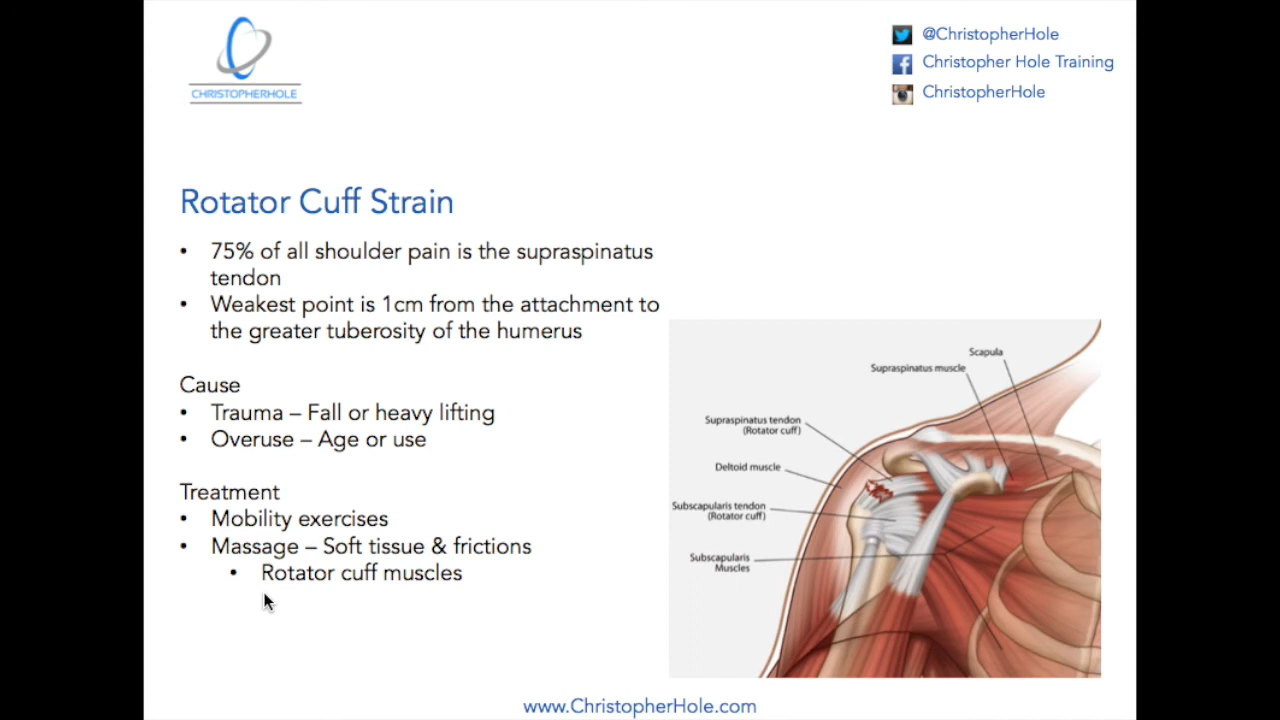 CHRISTOPHERHOLE
@ChristopherHole
Christopher Hole Training
ChristopherHole
Rotator Cuff Strain
• 75% of all shoulder pain is the supraspinatus
tendon
• Weakest point is 1cm from the attachment to
the greater tuberosity of the humerus
Cause
• Trauma – Fall or heavy lifting
• Overuse – Age or use
Treatment
• Mobility exercises
• Massage – Soft tissue & frictions
• Rotator cuff muscles
Scapula
Supraspinatus muscle
Supraspinatus tendon
(Rotator cuff)
Deltoid muscle
Subscapularis tendon
(Rotator cuff)
Subscapularis
Muscles
www.ChristopherHole.com